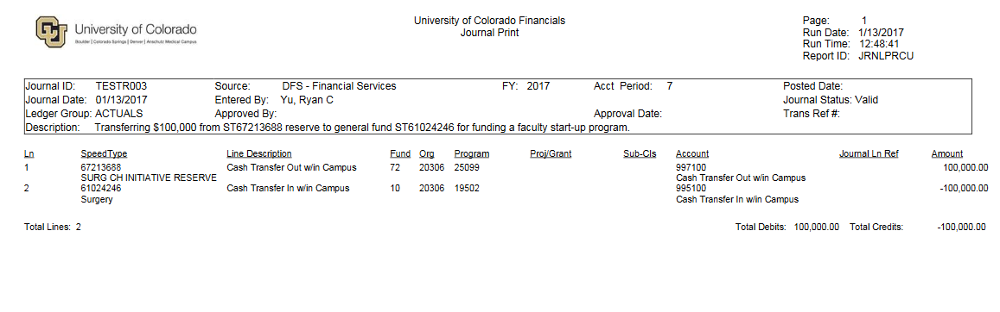 University of Colorado
Boulder | Colorado Springs | Denver | Anschutz Medical Campus
University of Colorado Financials
Journal Print
Page: 1
Run Date: 1/13/2017
Run Time: 12:48:41
Report ID: JRNLPRCU
Journal ID: TESTR003 Source: DFS - Financial Services FY: 2017 Acct Period: 7 Posted Date:
Journal Date: 01/13/2017 Entered By: Yu, Ryan C Journal Status: Valid
Ledger Group: ACTUALS Approved By: Approval Date: Trans Ref #:
Description: Transferring $100,000 from ST67213688 reserve to general fund ST61024246 for funding a faculty start-up program.
Ln SpeedType Line Description Fund Org Program Proj/Grant Sub-Cls Account Journal Ln Ref Amount
1 67213688 Cash Transfer Out w/in Campus 72 20306 25099 997100 100,000.00
SURG CH INITIATIVE RESERVE Cash Transfer Out w/in Campus
2 61024246 Cash Transfer In w/in Campus 10 20306 19502 995100 -100,000.00
Surgery Cash Transfer In w/in Campus
Total Lines: 2 Total Debits: 100,000.00 Total Credits: -100,000.00